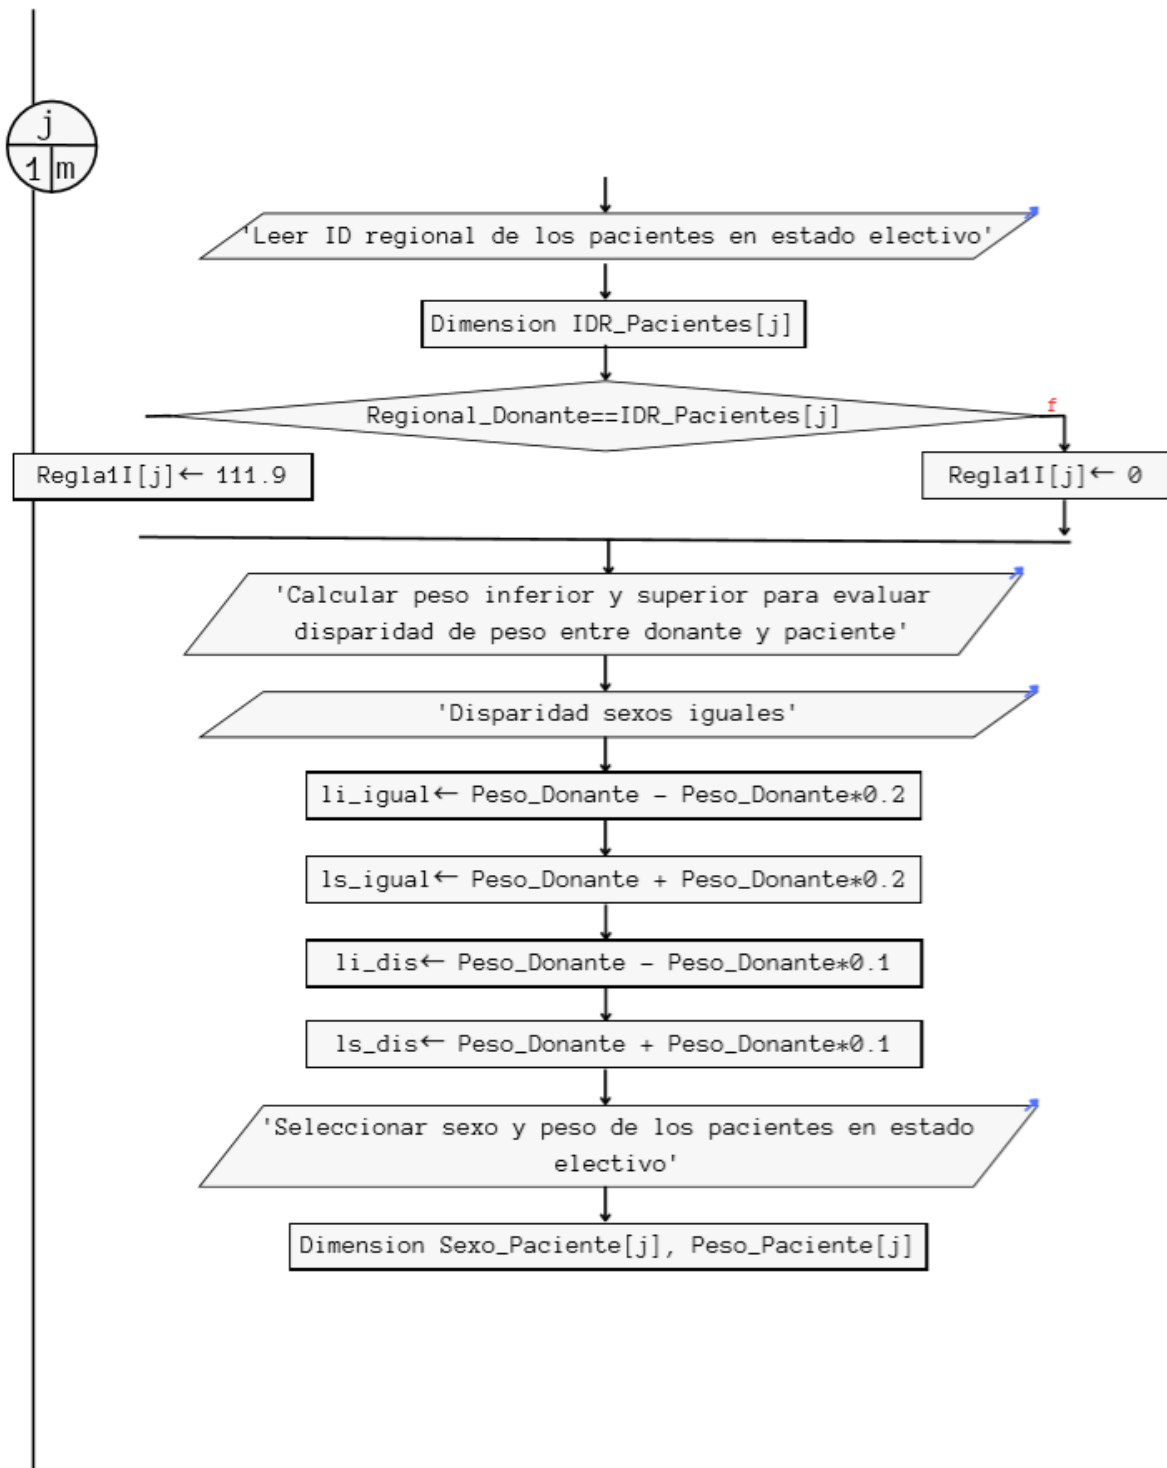 j
1 m
'Leer ID regional de los pacientes en estado electivo'
Dimension IDR_Pacientes[j]
Regional_Donante==IDR_Pacientes[j]
f
Regla1I[j]← 111.9
Regla1I[j]← 0
'Calcular peso inferior y superior para evaluar
disparidad de peso entre donante y paciente'
'Disparidad sexos iguales'
li_igual← Peso_Donante - Peso_Donante*0.2
ls_igual← Peso_Donante + Peso_Donante*0.2
li_dis← Peso_Donante - Peso_Donante*0.1
ls_dis← Peso_Donante + Peso_Donante*0.1
'Seleccionar sexo y peso de los pacientes en estado
electivo'
Dimension Sexo_Paciente[j], Peso_Paciente[j]